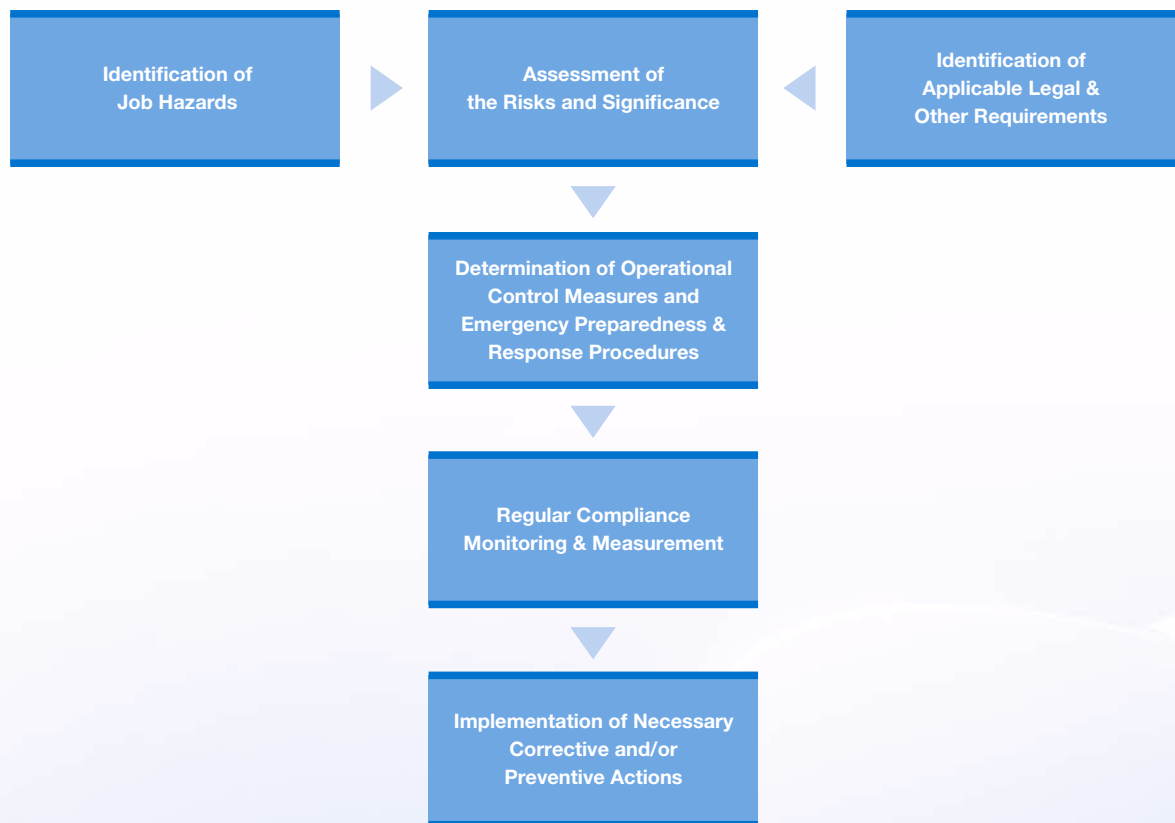 Identification of
Job Hazards
Assessment of
the Risks and Significance
Identification of
Applicable Legal &
Other Requirements
Determination of Operational
Control Measures and
Emergency Preparedness &
Response Procedures
Regular Compliance
Monitoring & Measurement
Implementation of Necessary
Corrective and/or
Preventive Actions